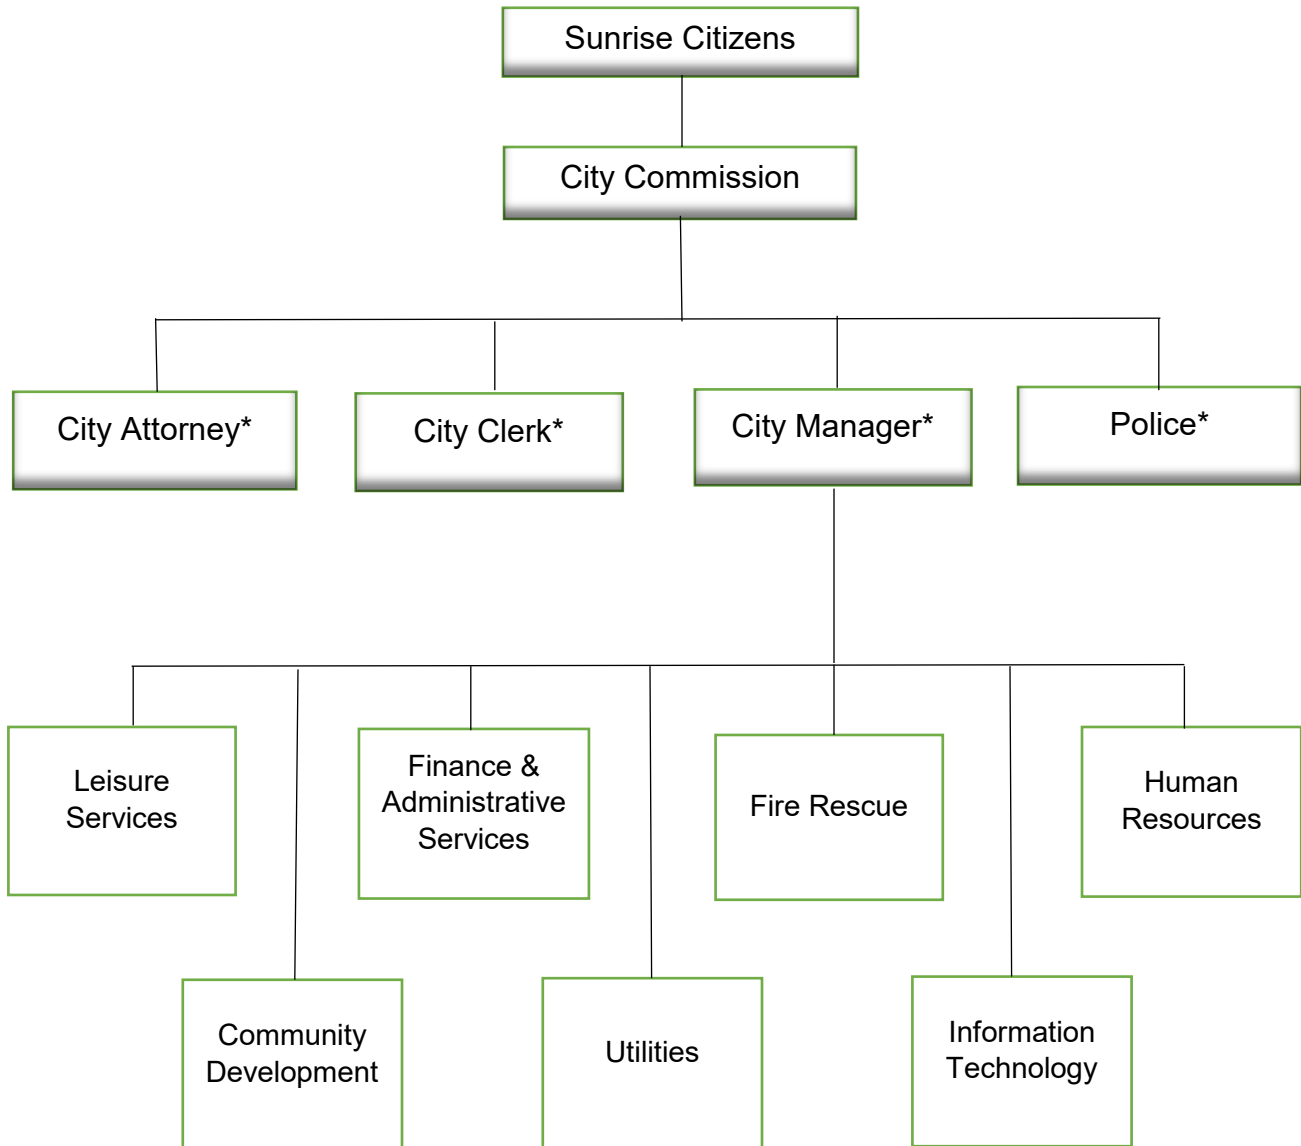 Sunrise Citizens
City Commission
City Attorney*
City Clerk*
City Manager*
Police*
Leisure
Services
Finance &
Administrative
Services
Fire Rescue
Human
Resources
Community
Development
Utilities
Information
Technology